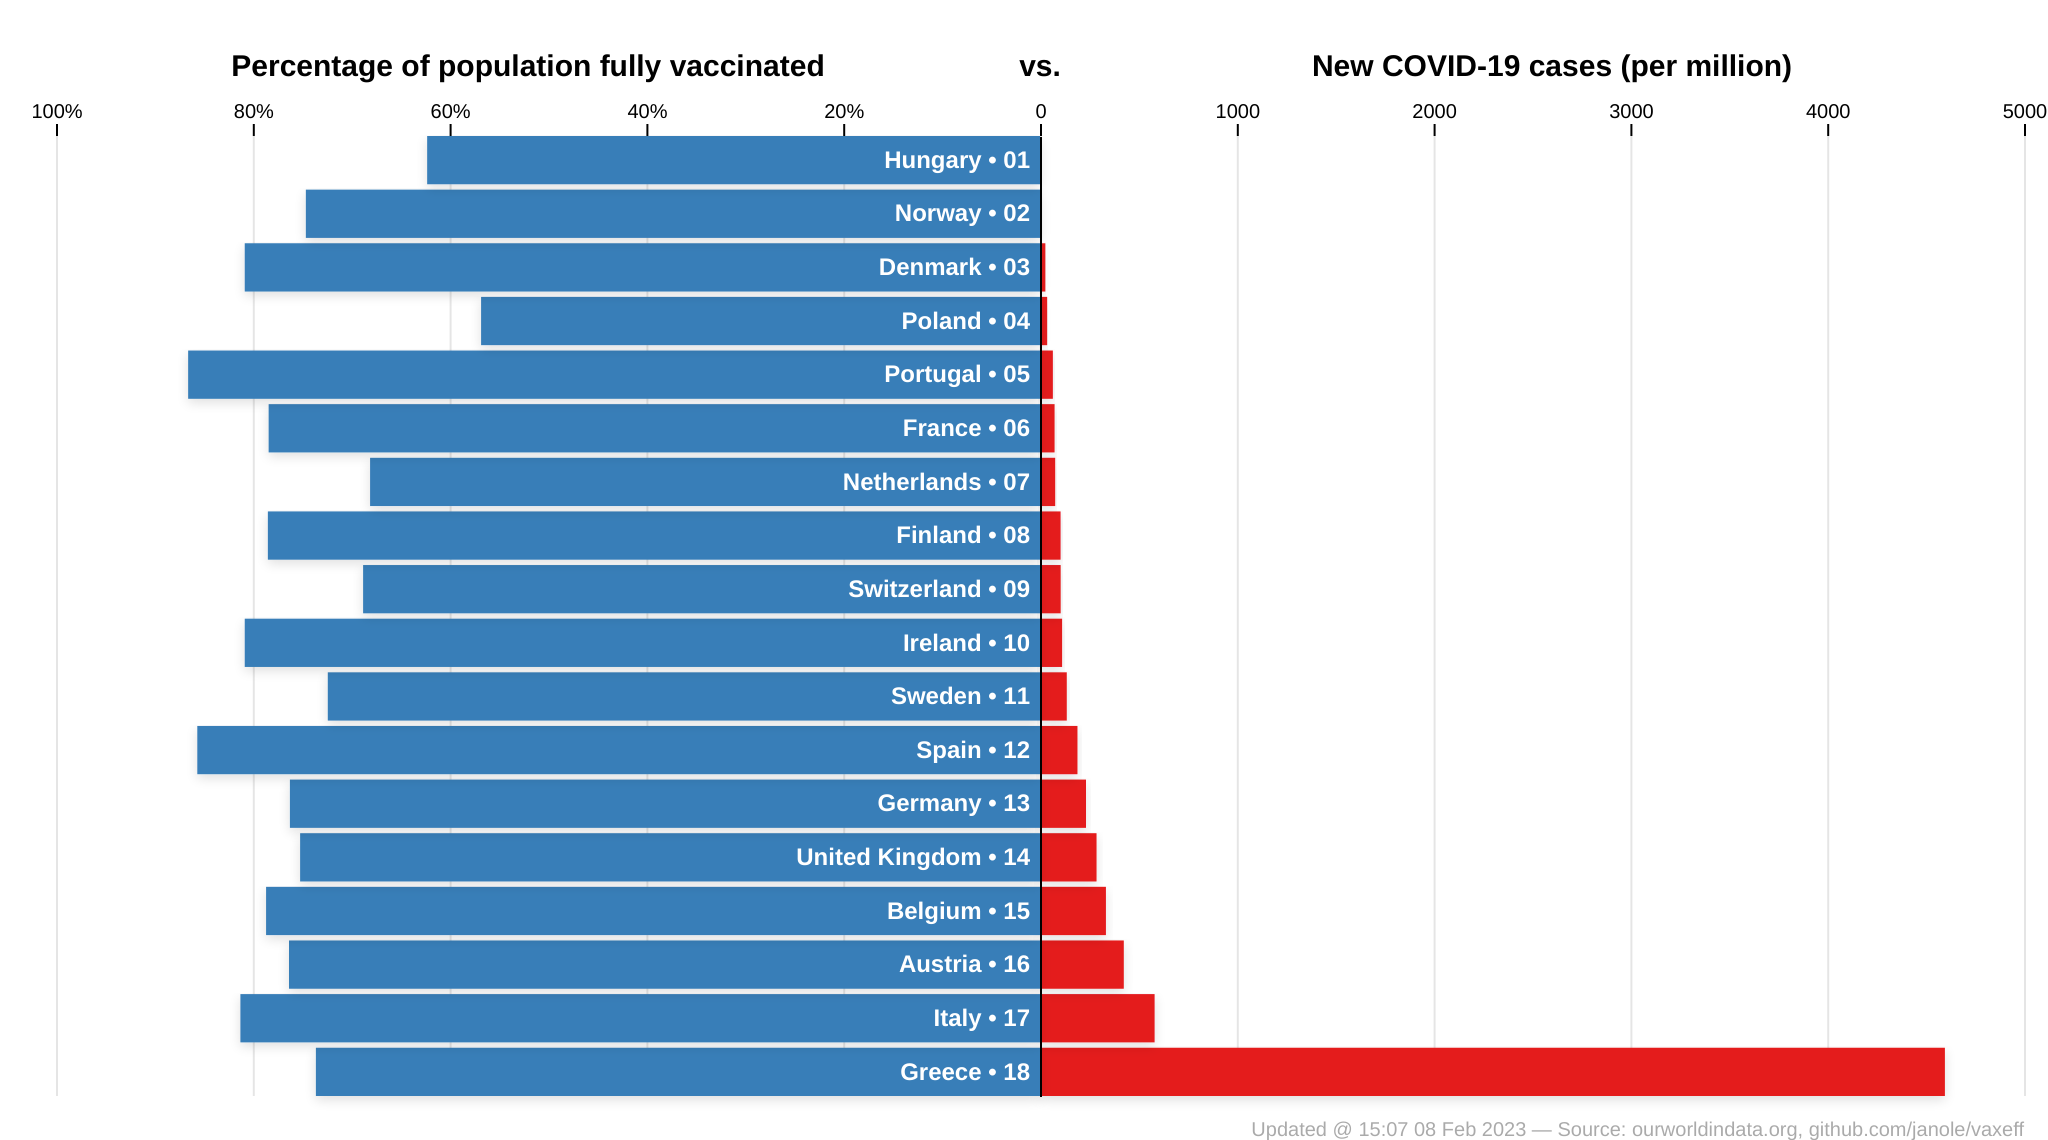 Percentage of population fully vaccinated vs. New COVID-19 cases (per million)
100% 80% 60% 40% 20% 0 1000 2000 3000 4000 5000
Hungary • 01
Norway • 02
Denmark • 03
Poland • 04
Portugal • 05
France • 06
Netherlands • 07
Finland • 08
Switzerland • 09
Ireland • 10
Sweden • 11
Spain • 12
Germany • 13
United Kingdom • 14
Belgium • 15
Austria • 16
Italy • 17
Greece • 18
Updated @ 15:07 08 Feb 2023 — Source: ourworldindata.org, github.com/janole/vaxeff